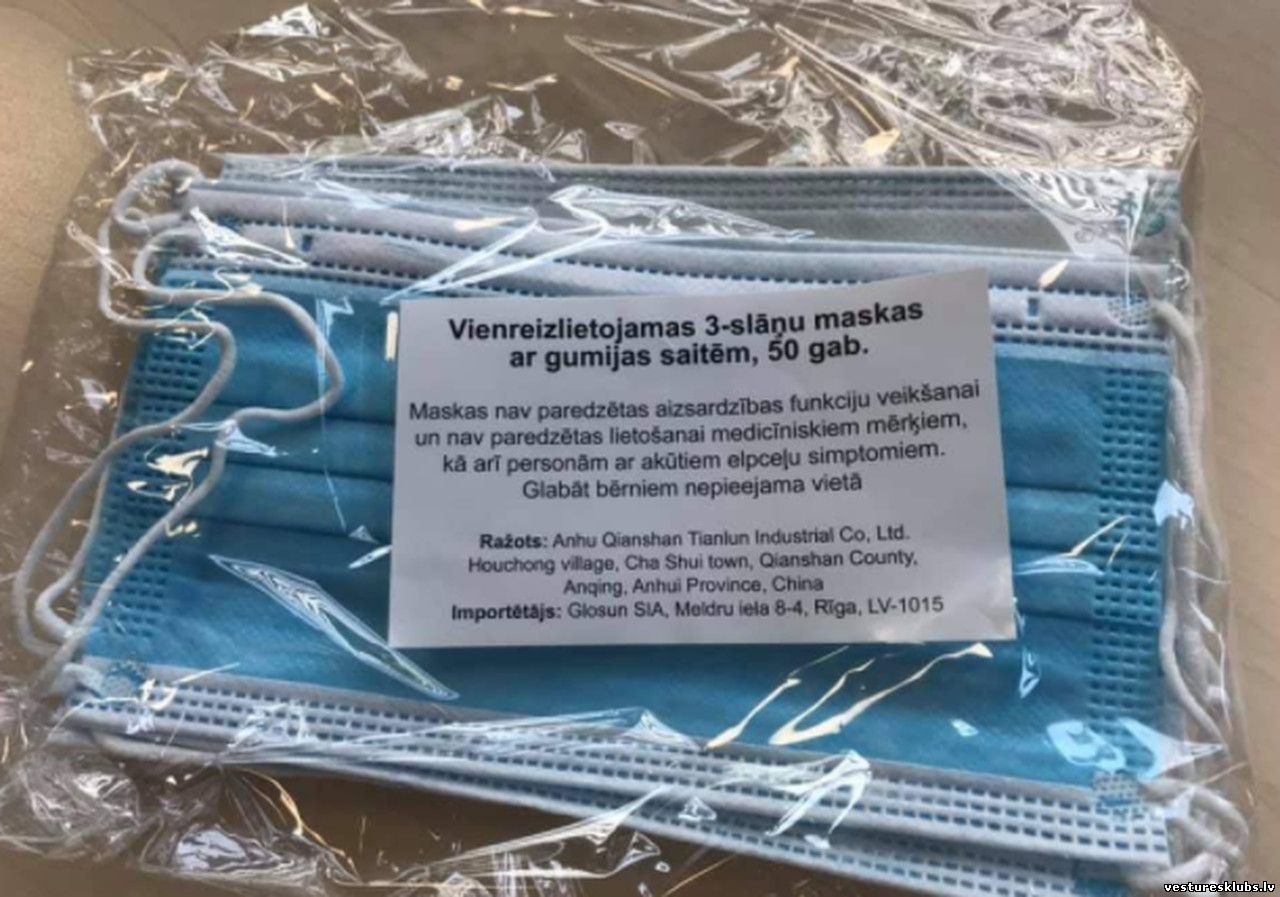 Vienreizlietojamas 3-slāņu maskas
ar gumijas saitēm, 50 gab.
Maskas nav paredzētas aizsardzības funkciju veikšanai
un nav paredzētas lietošanai medicīniskiem mērķiem,
kā arī personām ar akūtiem elpceļu simptomiem.
Glabāt bērniem nepieejama vietā
Ražots: Anhu Qianshan Tianlun Industrial Co, Ltd.
Houchong village, Cha Shui town, Qianshan County,
Anqing, Anhui Province, China
Importētājs: Glosun SIA, Meldru iela 8-4, Rīga, LV-1015
vesturesklubs.lv